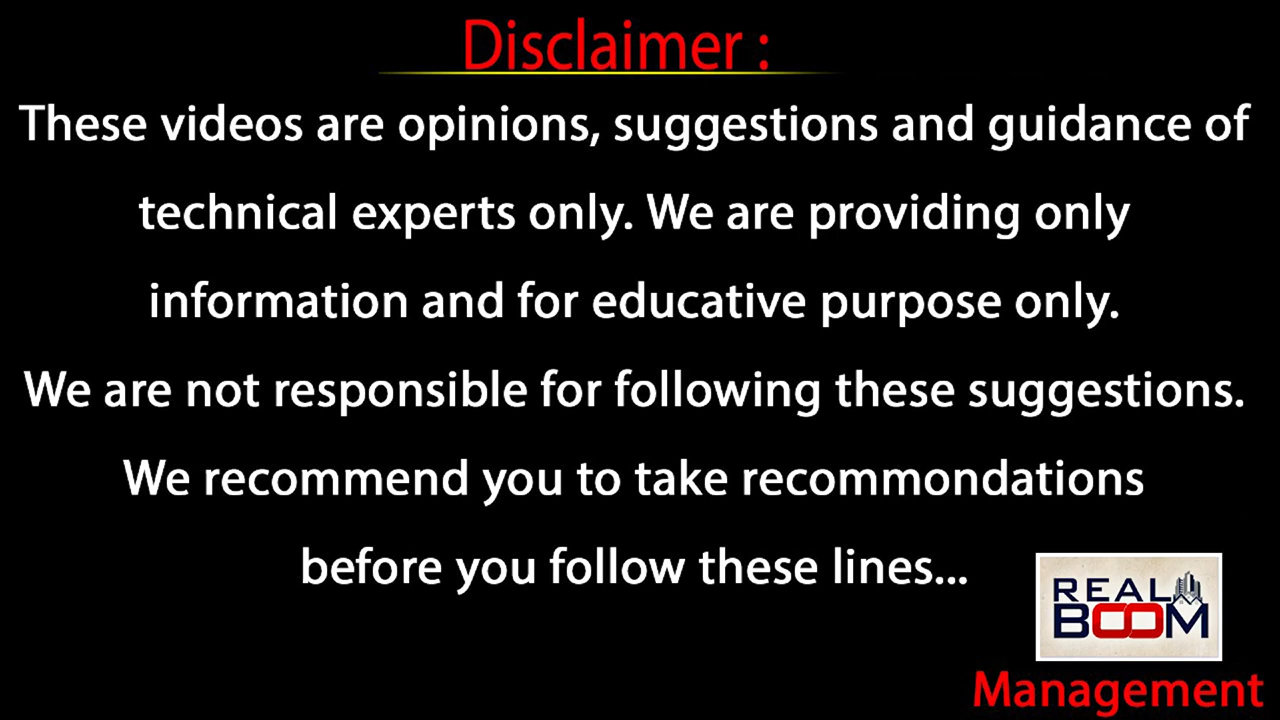 Disclaimer :
These videos are opinions, suggestions and guidance of
technical experts only. We are providing only
information and for educative purpose only.
We are not responsible for following these suggestions.
We recommend you to take recommondations
before you follow these lines...
REAL
BOOM
Management